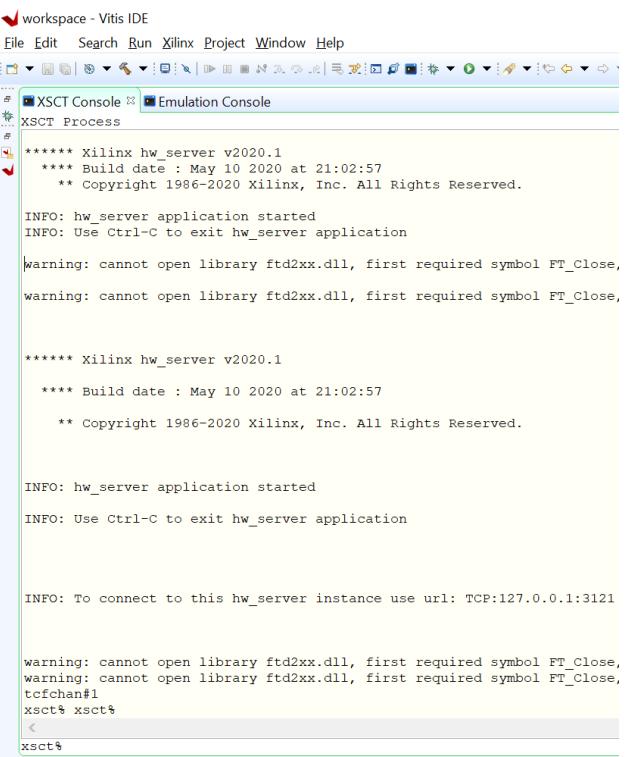 workspace - Vitis IDE
File Edit Search Run Xilinx Project Window Help
XSCT Console Emulation Console
XSCT Process
****** Xilinx hw_server v2020.1
**** Build date : May 10 2020 at 21:02:57
** Copyright 1986-2020 Xilinx, Inc. All Rights Reserved.
INFO: hw_server application started
INFO: Use Ctrl-C to exit hw_server application
warning: cannot open library ftd2xx.dll, first required symbol FT_Close,
warning: cannot open library ftd2xx.dll, first required symbol FT_Close,
****** Xilinx hw_server v2020.1
**** Build date : May 10 2020 at 21:02:57
** Copyright 1986-2020 Xilinx, Inc. All Rights Reserved.
INFO: hw_server application started
INFO: Use Ctrl-C to exit hw_server application
INFO: To connect to this hw_server instance use url: TCP:127.0.0.1:3121
warning: cannot open library ftd2xx.dll, first required symbol FT_Close,
warning: cannot open library ftd2xx.dll, first required symbol FT_Close,
tcfchan#1
xsct% xsct%
xsct%